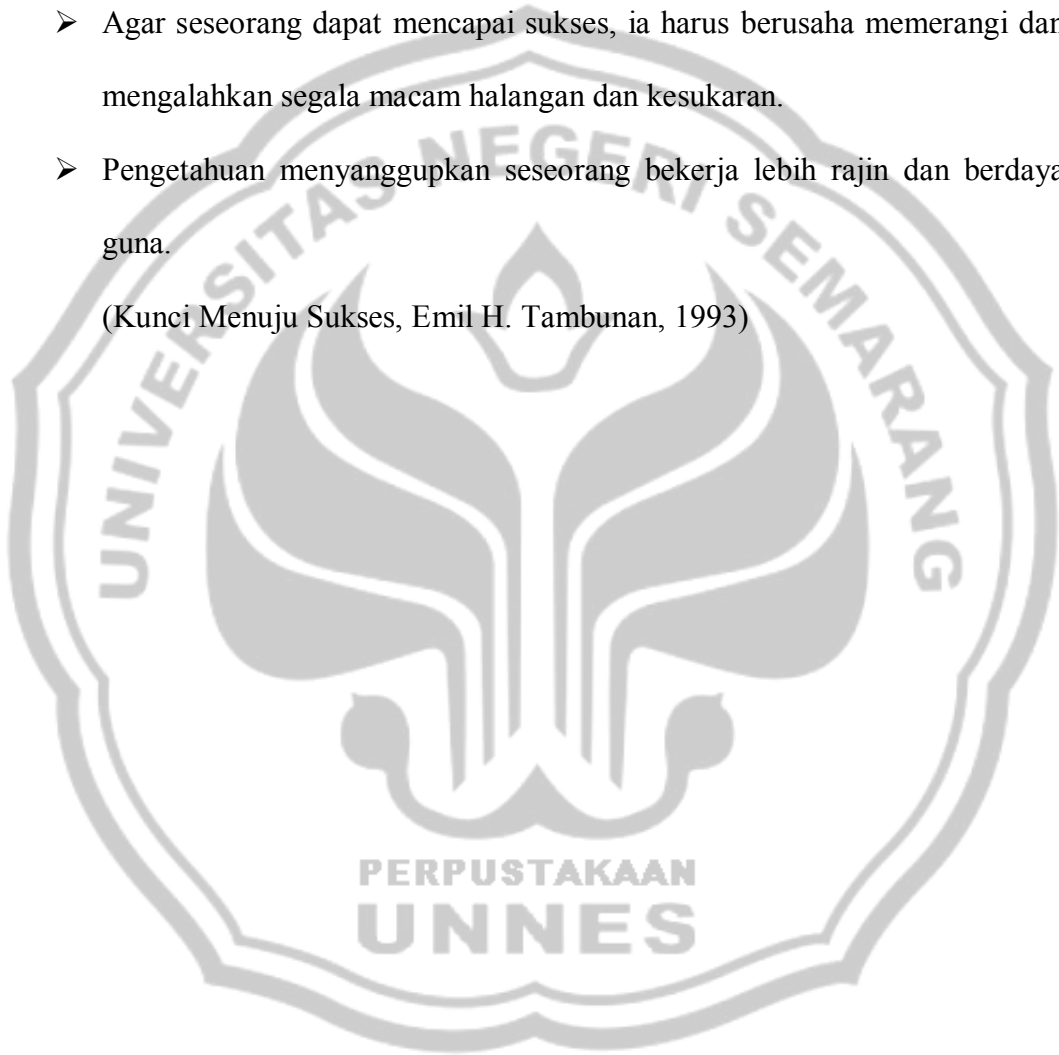 ➢ Agar seseorang dapat mencapai sukses, ia harus berusaha memerangi dan
mengalahkan segala macam halangan dan kesukaran.
➢ Pengetahuan menyanggupkan seseorang bekerja lebih rajin dan berdaya
guna.
(Kunci Menuju Sukses, Emil H. Tambunan, 1993)
UNIVERSITAS NEGERI SEMARANG
PERPUSTAKAAN
UNNES